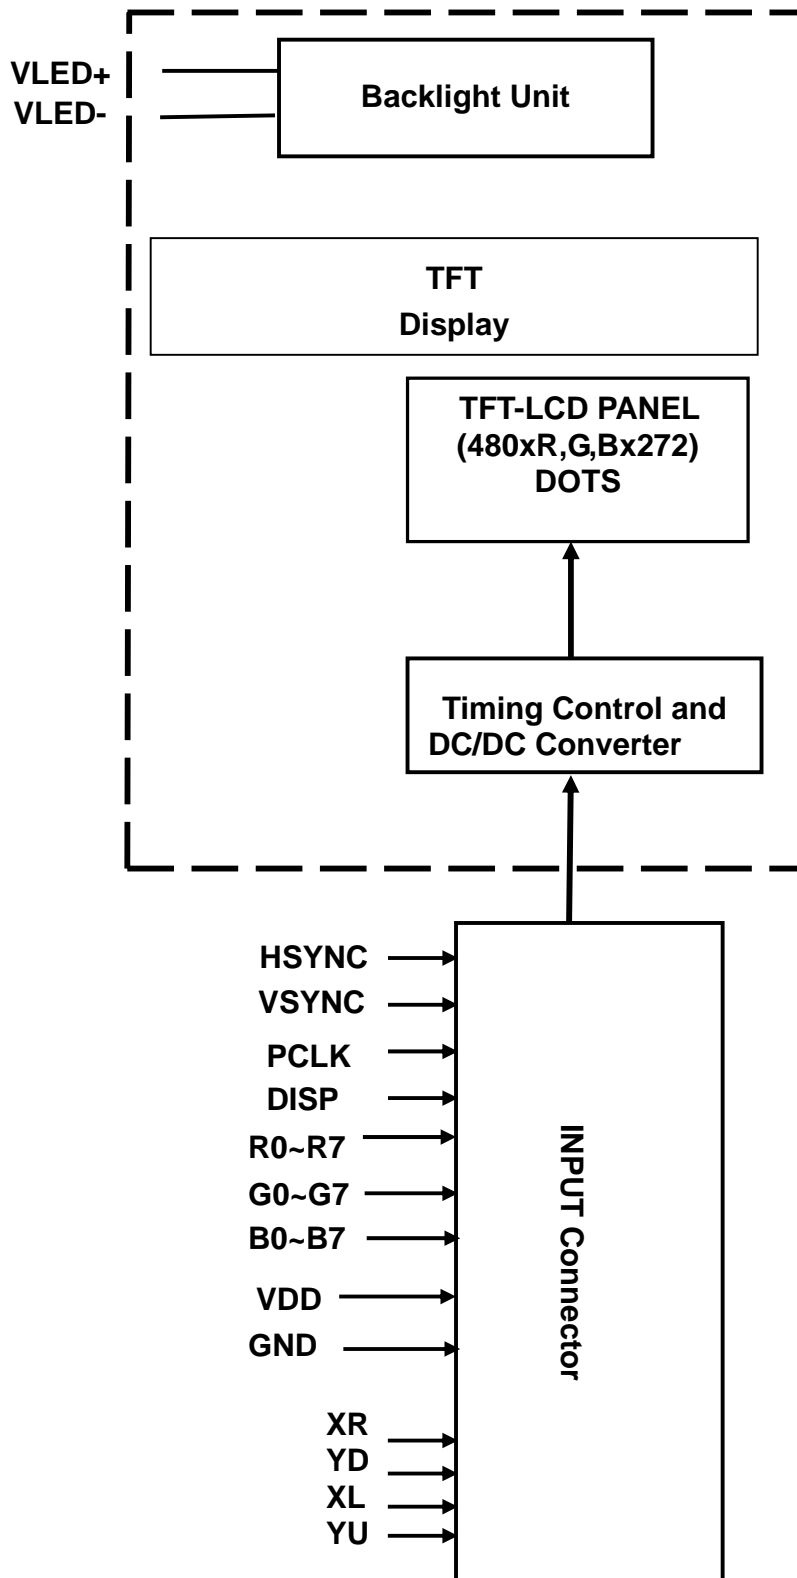 VLED+
VLED-
Backlight Unit
TFT
Display
TFT-LCD PANEL
(480xR,G,Bx272)
DOTS
Timing Control and
DC/DC Converter
HSYNC
VSYNC
PCLK
DISP
R0~R7
G0~G7
B0~B7
VDD
GND
XR
YD
XL
YU
INPUT Connector